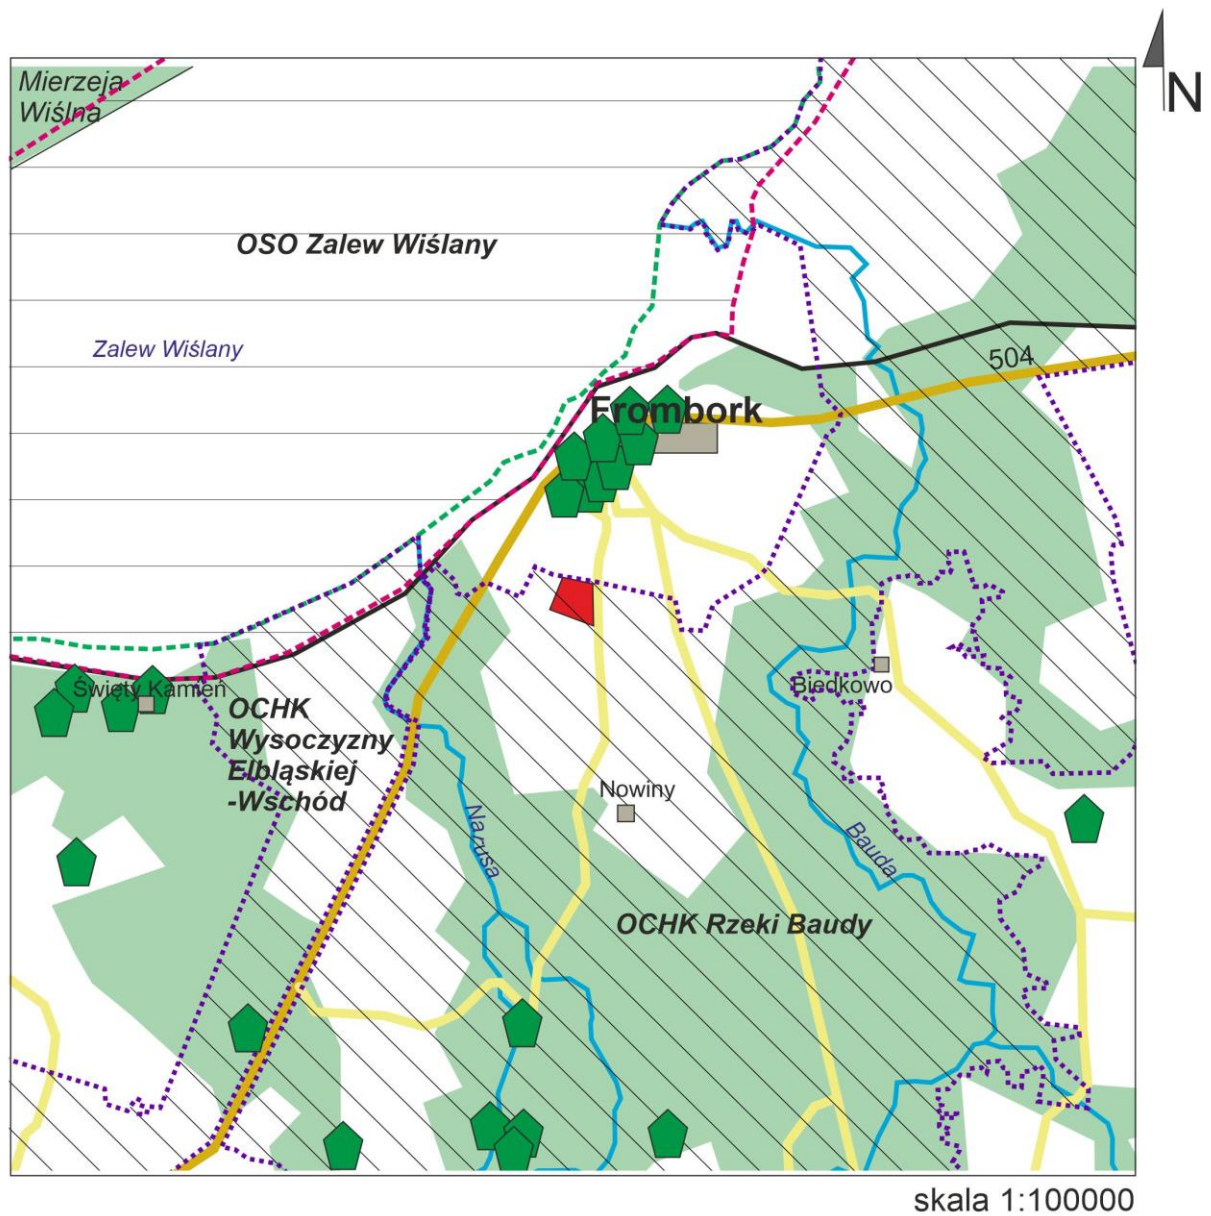 N
Mierzeja
Wiślna
OSO Zalew Wiślany
Zalew Wiślany
504
Frombork
Święty Kamień
Biedkowo
OCHK
Wysoczyzny
Elbląskiej
-Wschód
Nowiny
Narusa
Bauda
OCHK Rzeki Baudy
skala 1:100000